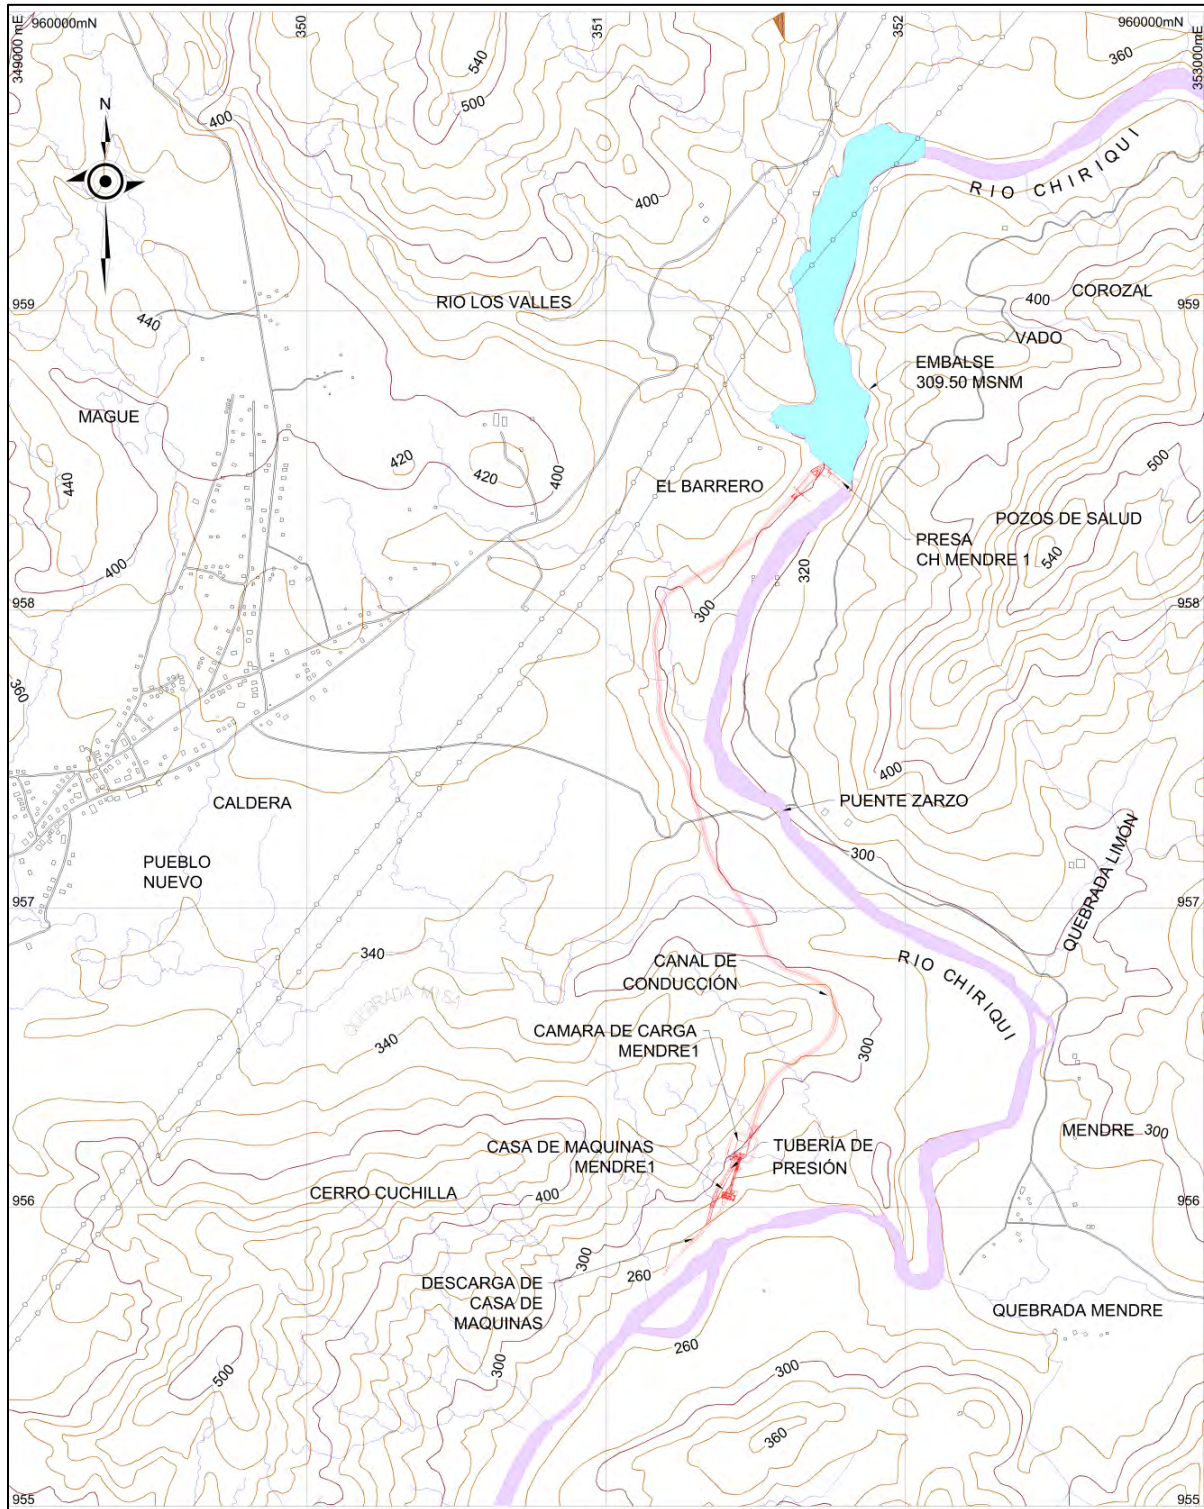 960000mN
349000 mE
350
351
352
960000mN
353000mE
360
540
500
400
N
RIO CHIRIQUI
400
440
RIO LOS VALLES
959
400
COROZAL
959
VADO
EMBALSE
309.50 MSNM
MAGUE
420
420
400
440
EL BARRERO
500
POZOS DE SALUD
540
PRESA
CH MENDRE 1
400
320
300
958
958
360
400
CALDERA
PUENTE ZARZO
300
PUEBLO
NUEVO
957
957
QUEBRADA LIMÓN
340
CANAL DE
CONDUCCIÓN
RIO CHIRIQUI
340
CAMARA DE CARGA
MENDRE1
300
MENDRE
300
CASA DE MAQUINAS
MENDRE1
TUBERÍA DE
PRESIÓN
CERRO CUCHILLA
400
956
956
300
260
DESCARGA DE
CASA DE
MAQUINAS
QUEBRADA MENDRE
260
300
300
500
360
955
955